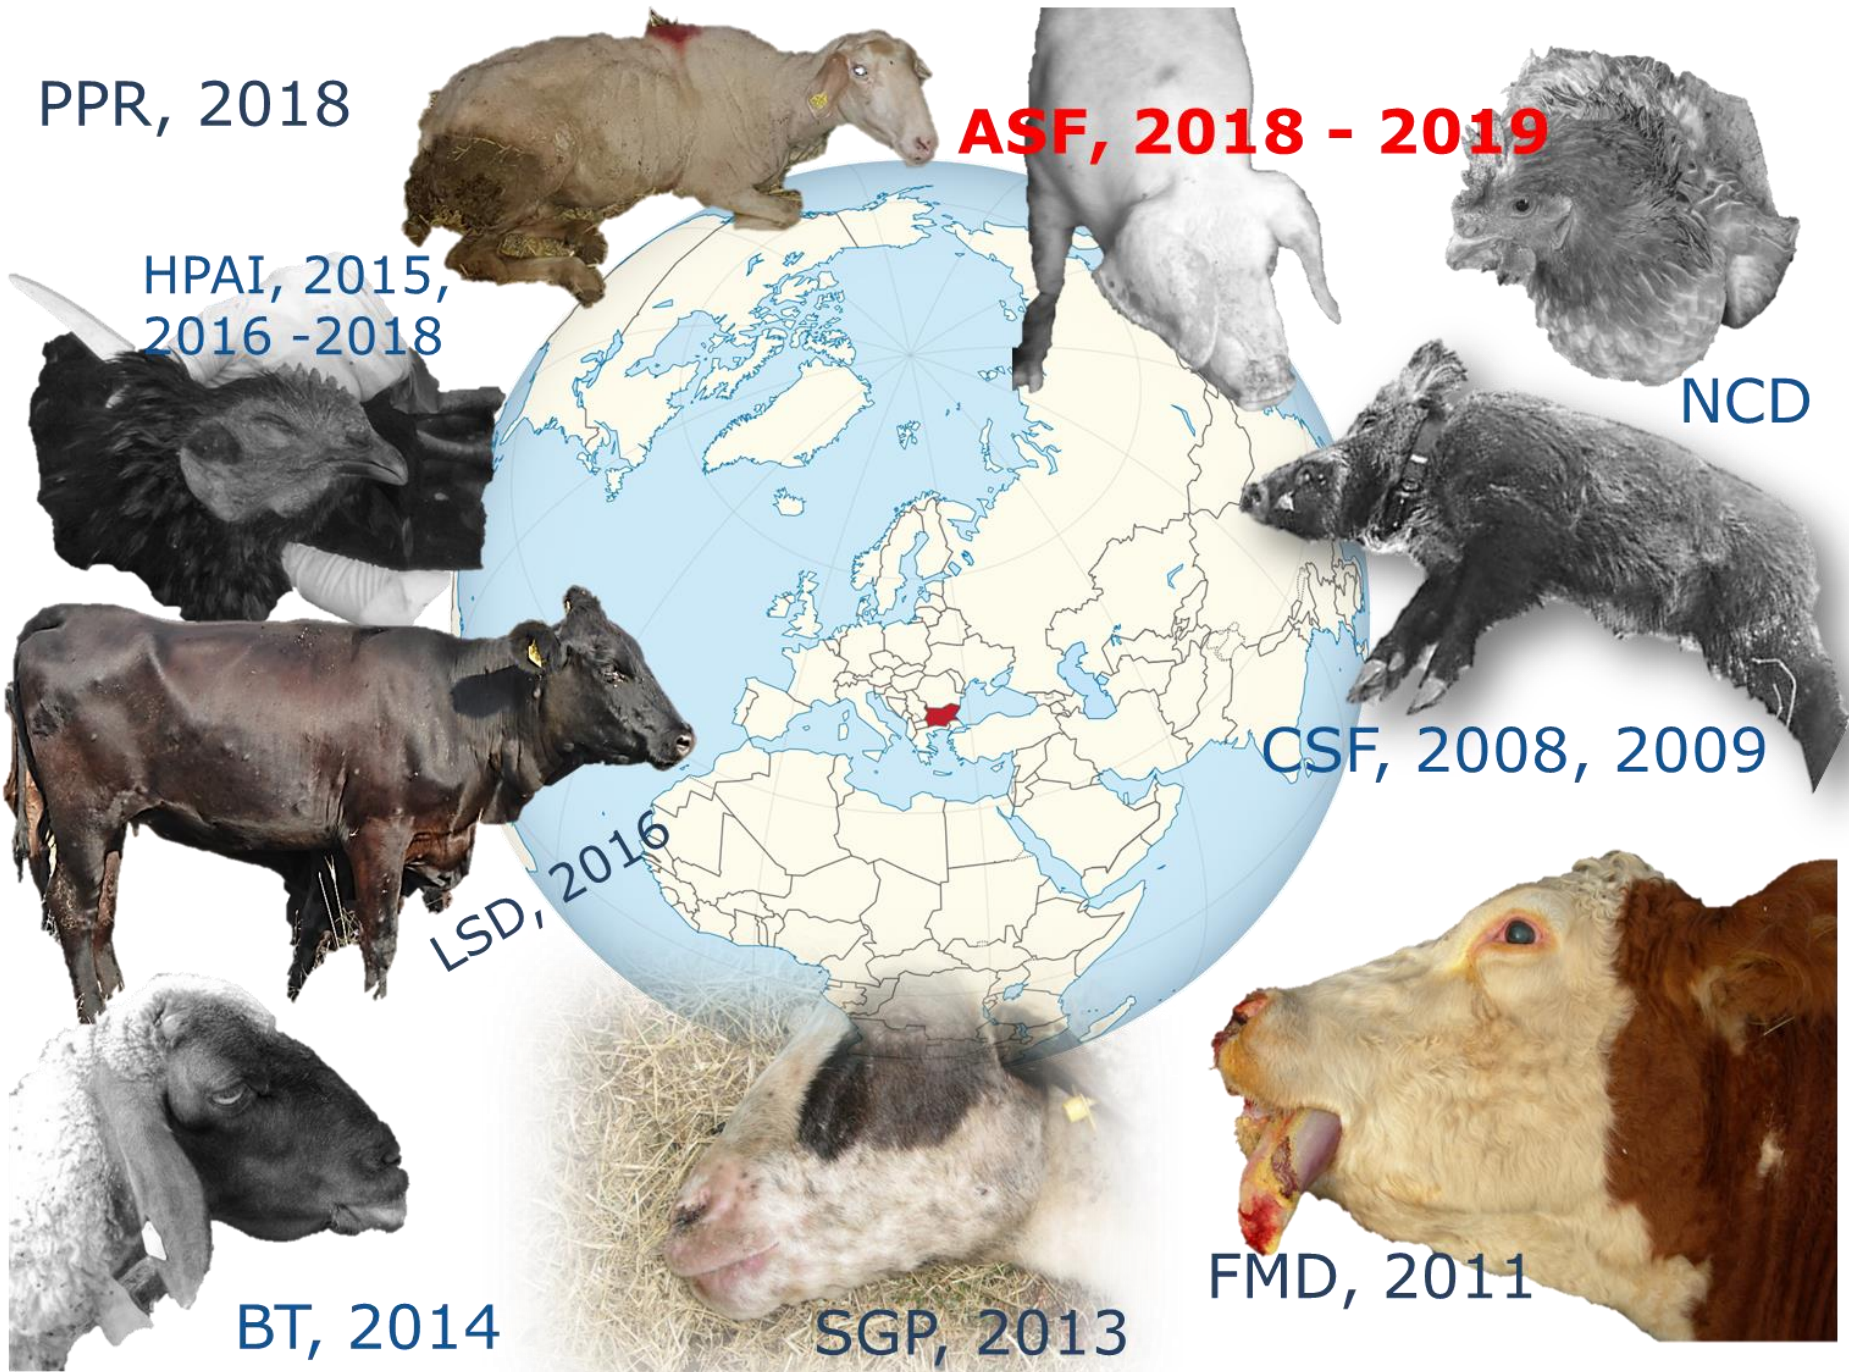 PPR, 2018
ASF, 2018 - 2019
HPAI, 2015,
2016 -2018
NCD
CSF, 2008, 2009
LSD, 2016
FMD, 2011
BT, 2014
SGP, 2013